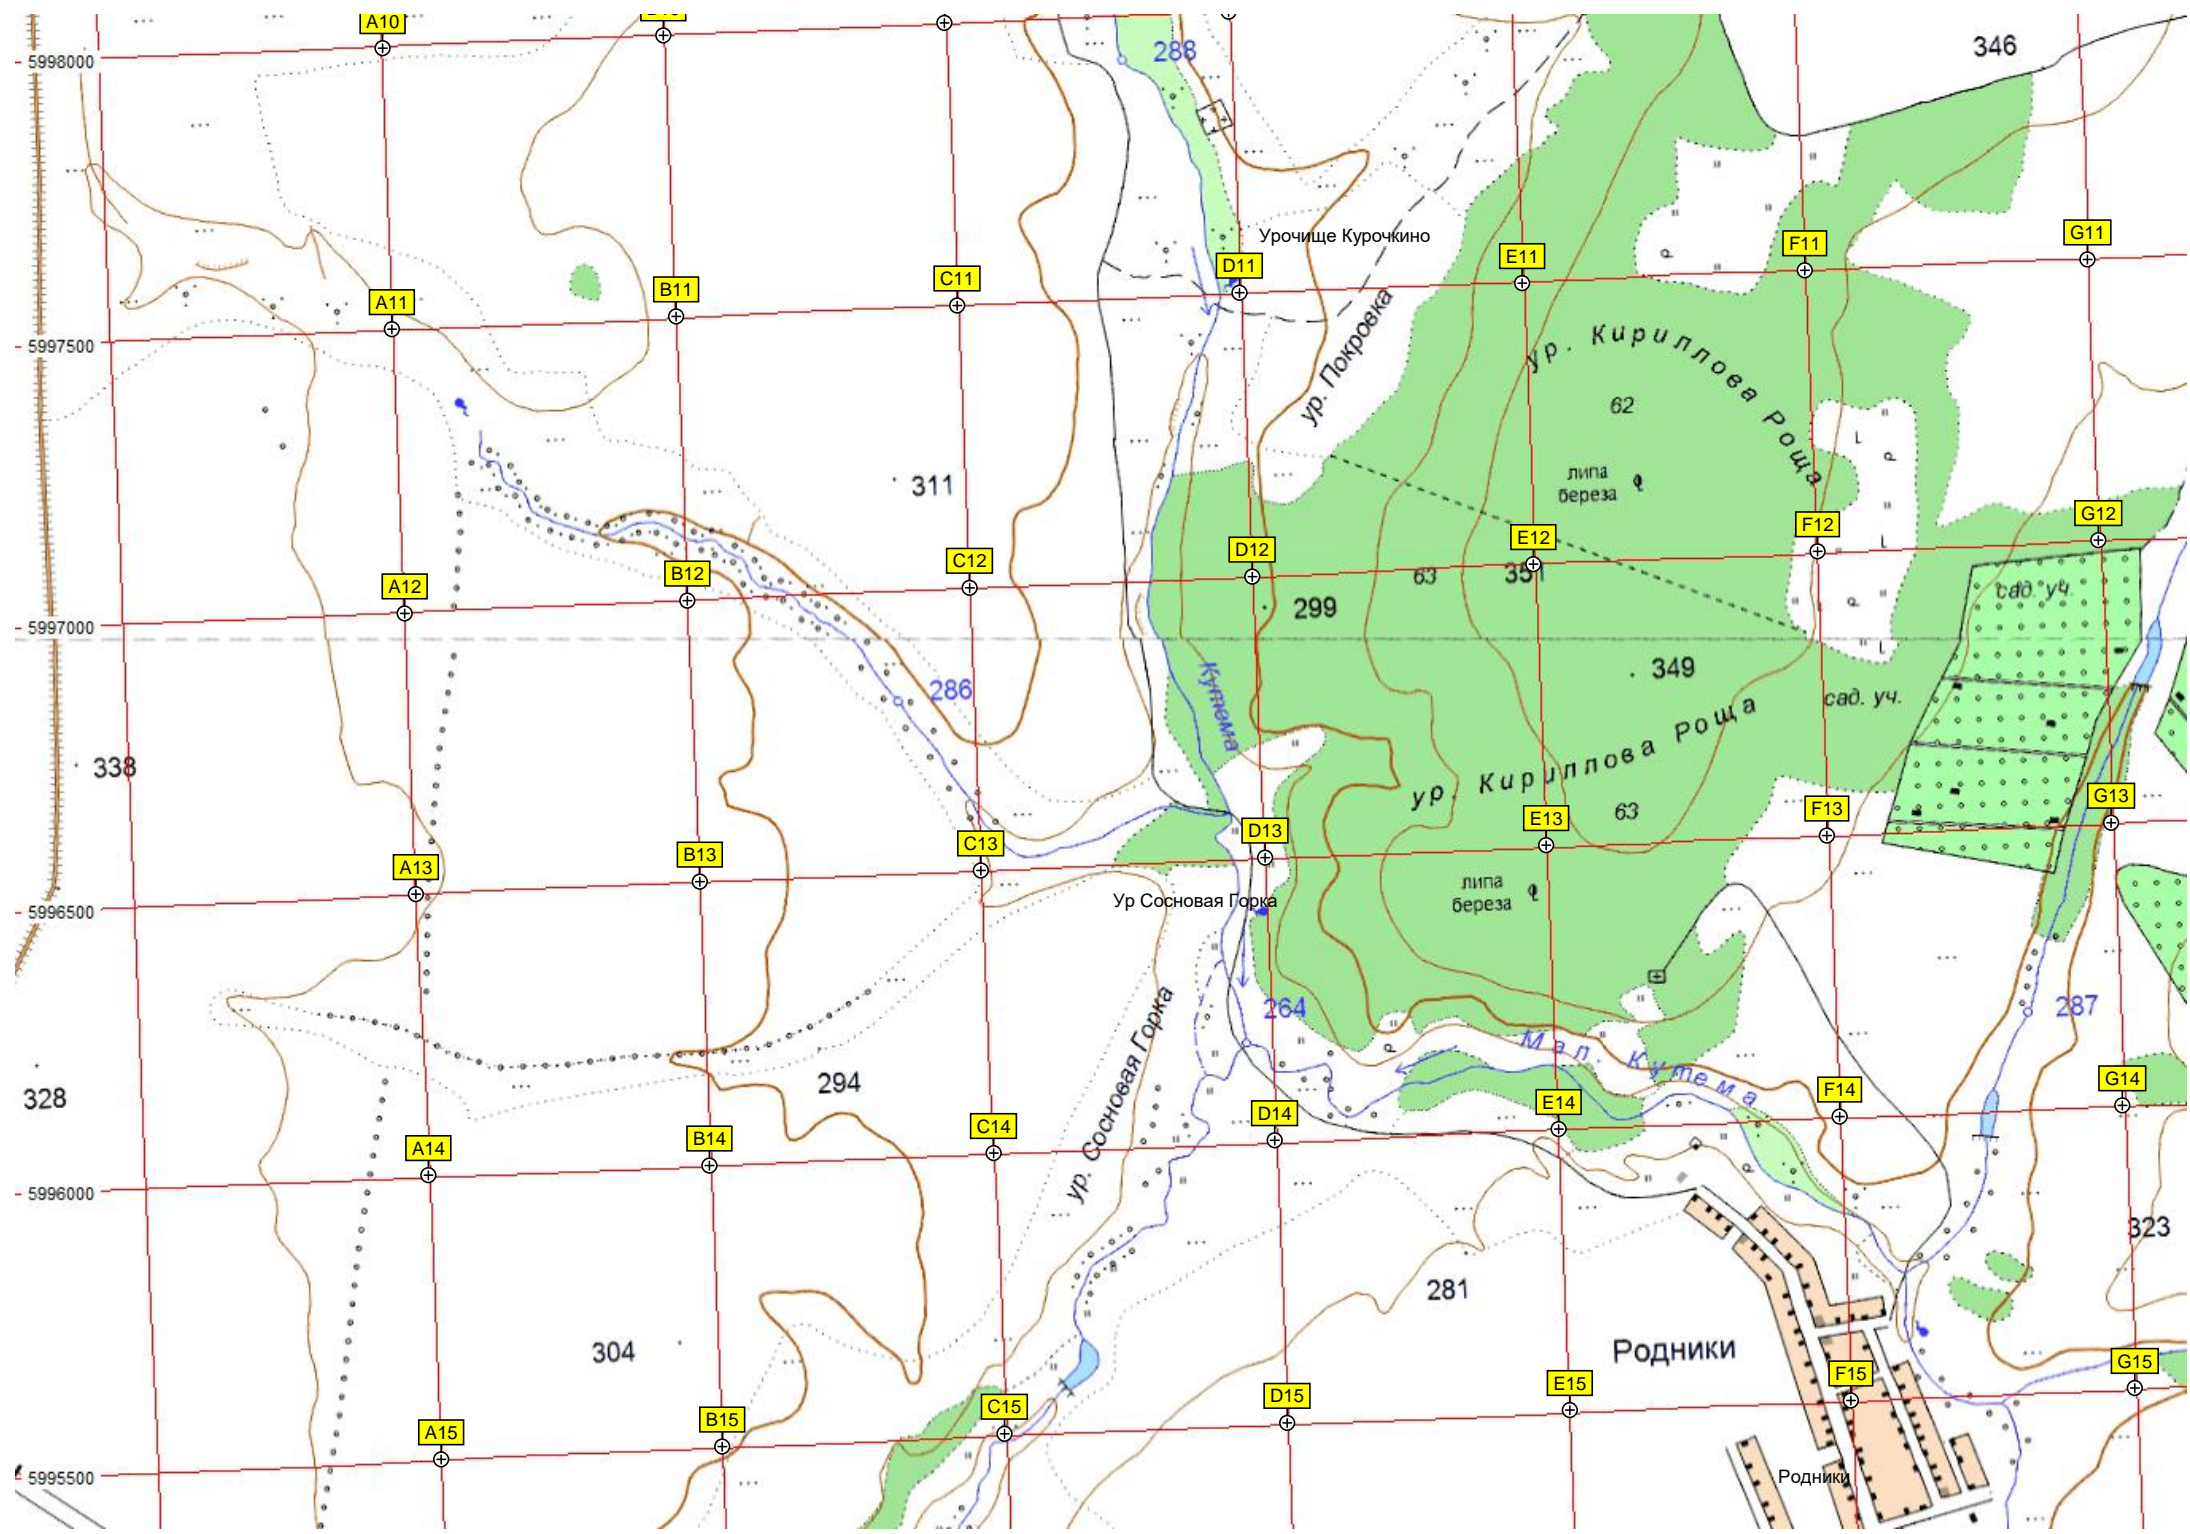 A10
346
5998000
288
Урочище Курочкино
G11
F11
E11
D11
C11
B11
A11
5997500
ур. Покровка
ур. Кириллова Роща
62
липа
береза
311
G12
F12
E12
D12
C12
B12
A12
63
351
299
сад. уч.
5997000
Кутема
349
286
сад. уч.
338
ур. Кириллова Роща
63
G13
F13
E13
D13
C13
B13
A13
липа
береза
Ур Сосновая Горка
5996500
264
287
ур. Сосновая Горка
Мал. Кутема
294
328
G14
F14
E14
D14
C14
B14
A14
5996000
323
281
304
Родники
G15
F15
E15
D15
C15
B15
A15
5995500
Родники